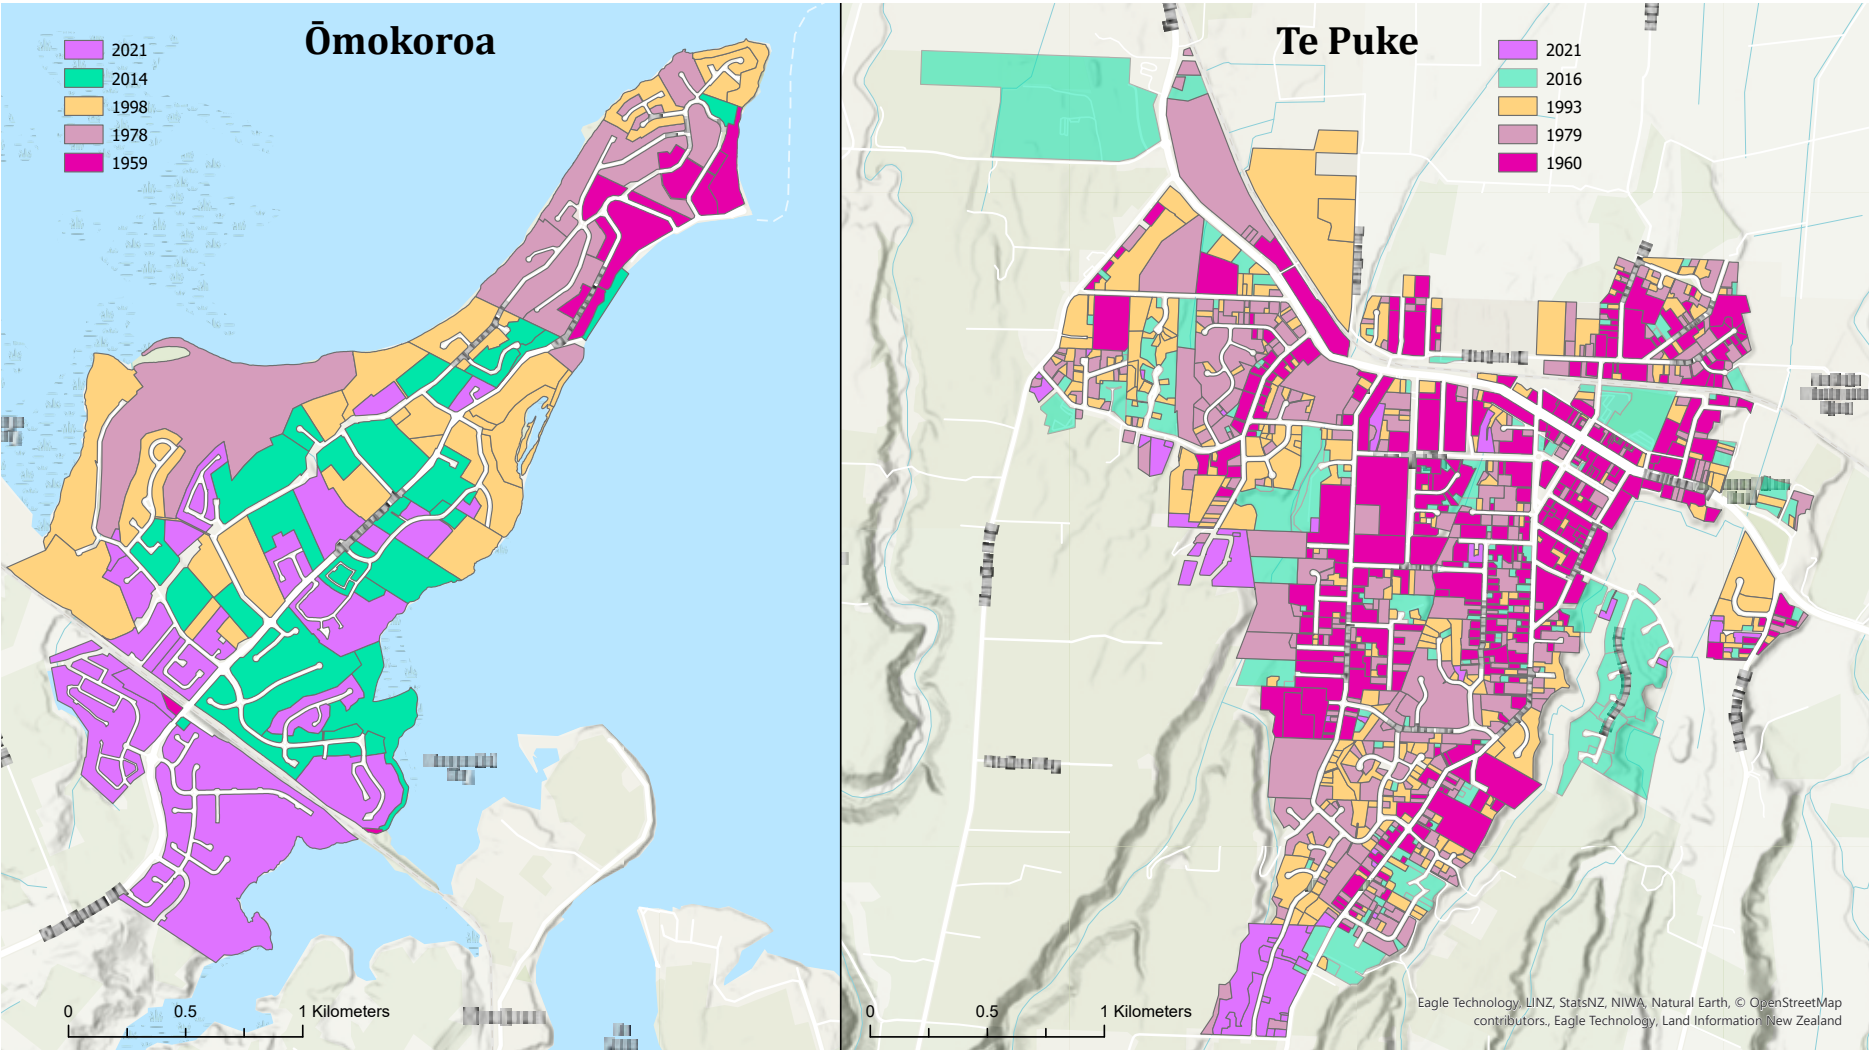 Ōmokoroa
2021
2014
1998
1978
1959
0 0.5 1 Kilometers
Te Puke
2021
2016
1993
1979
1960
0 0.5 1 Kilometers
Eagle Technology, LINZ, StatsNZ, NIWA, Natural Earth, © OpenStreetMap
contributors., Eagle Technology, Land Information New Zealand